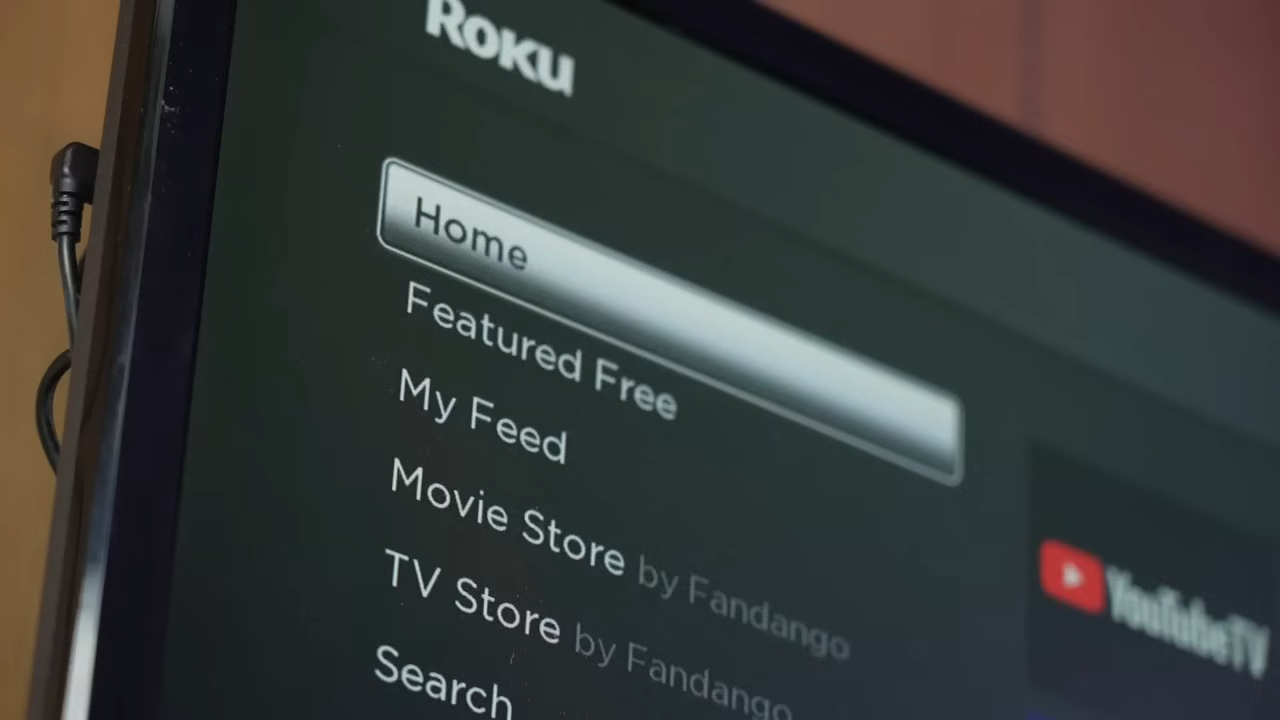 Roku
Home
Featured Free
My Feed
Movie Store by Fandango
TV Store by Fandango
Search
YouTubeTV